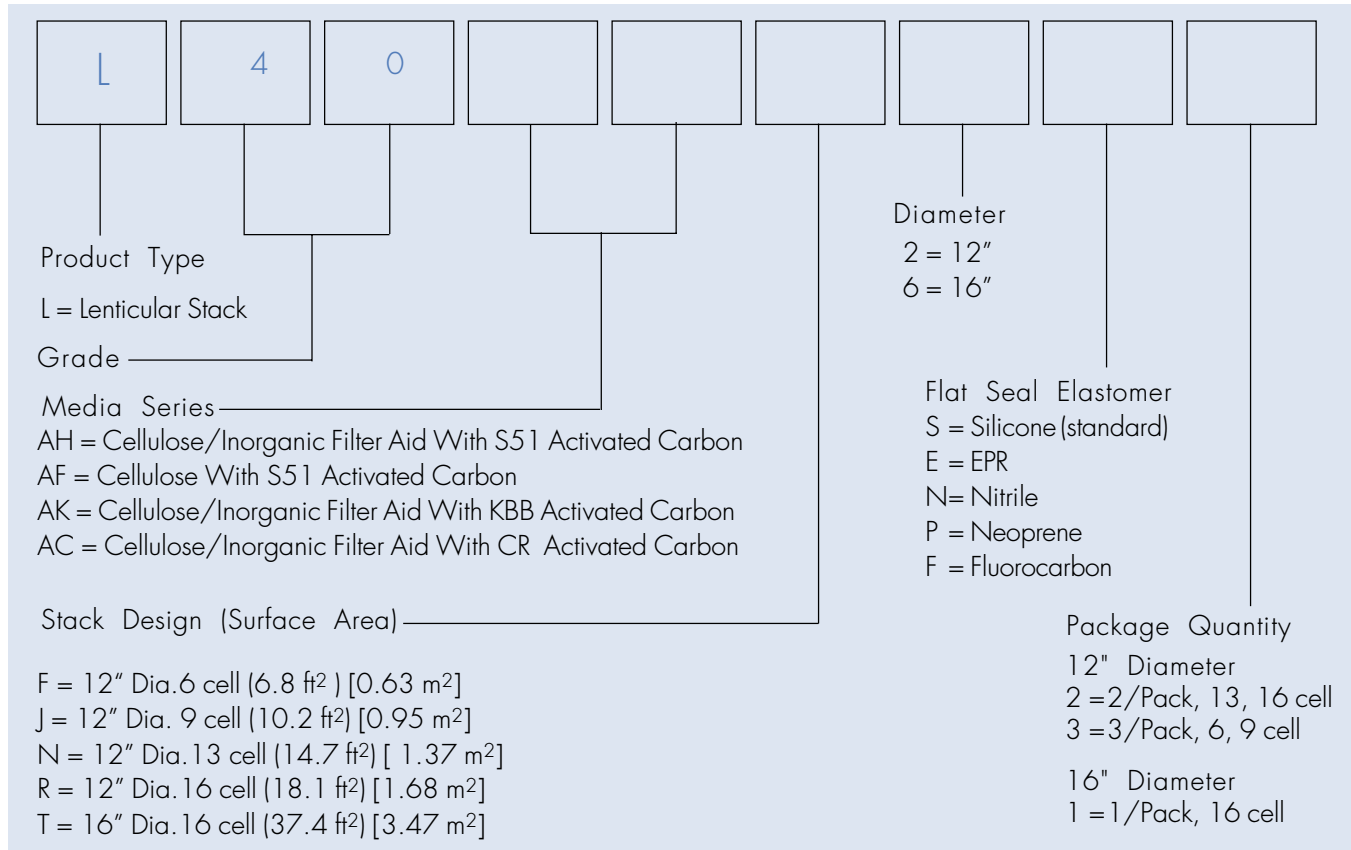 L 4 0
Diameter
2 = 12"
6 = 16"
Product Type
L = Lenticular Stack
Grade
Media Series
AH = Cellulose/Inorganic Filter Aid With S51 Activated Carbon
AF = Cellulose With S51 Activated Carbon
AK = Cellulose/Inorganic Filter Aid With KBB Activated Carbon
AC = Cellulose/Inorganic Filter Aid With CR Activated Carbon
Flat Seal Elastomer
S = Silicone (standard)
E = EPR
N= Nitrile
P = Neoprene
F = Fluorocarbon
Stack Design (Surface Area)
F = 12" Dia.6 cell (6.8 ft2 ) [0.63 m2]
J = 12" Dia. 9 cell (10.2 ft2) [0.95 m2]
N = 12" Dia.13 cell (14.7 ft2) [ 1.37 m2]
R = 12" Dia.16 cell (18.1 ft2) [1.68 m2]
T = 16" Dia.16 cell (37.4 ft2) [3.47 m2]
Package Quantity
12" Diameter
2 =2/Pack, 13, 16 cell
3 =3/Pack, 6, 9 cell
16" Diameter
1 =1/Pack, 16 cell